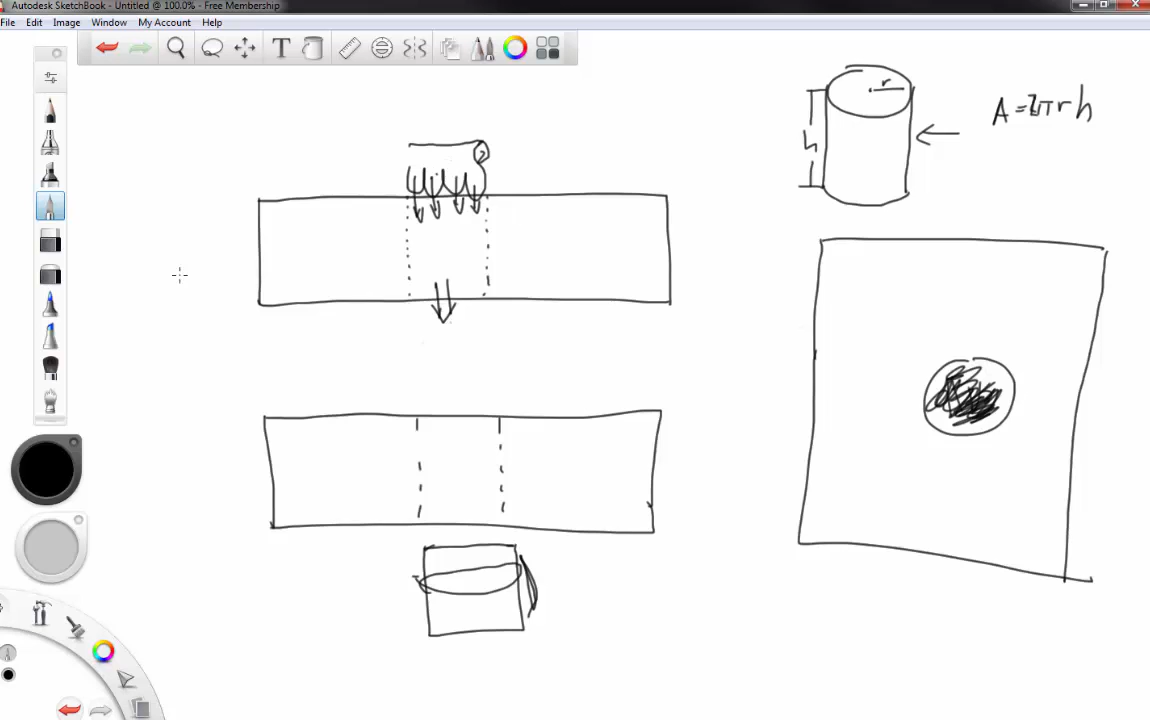 Autodesk SketchBook - Untitled @ 100.0% - Free Membership
File Edit Image Window My Account Help
T
r
A = 2πrh
h